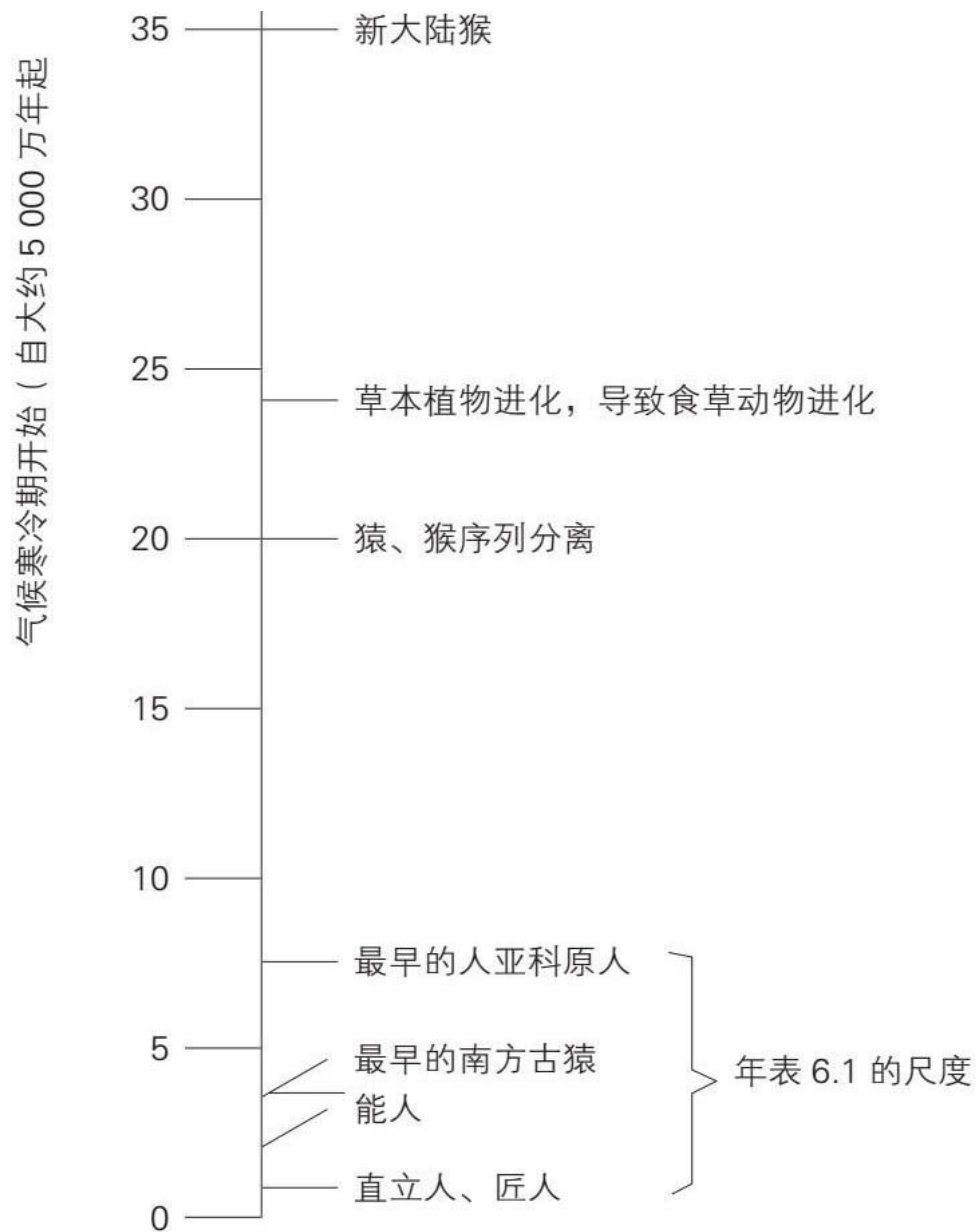 气候寒冷期开始（自大约 5 000 万年起
35 新大陆猴
30
25
草本植物进化，导致食草动物进化
20 猿、猴序列分离
15
10
最早的人亚科原人
5
最早的南方古猿
年表 6.1 的尺度
能人
直立人、匠人
0